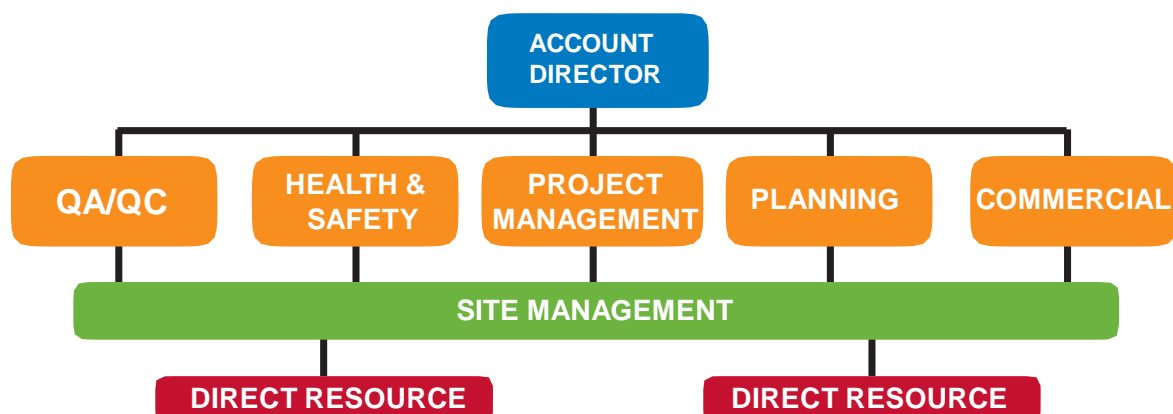 ACCOUNT
DIRECTOR
QA/QC
HEALTH &
SAFETY
PROJECT
MANAGEMENT
PLANNING
COMMERCIAL
SITE MANAGEMENT
DIRECT RESOURCE
DIRECT RESOURCE